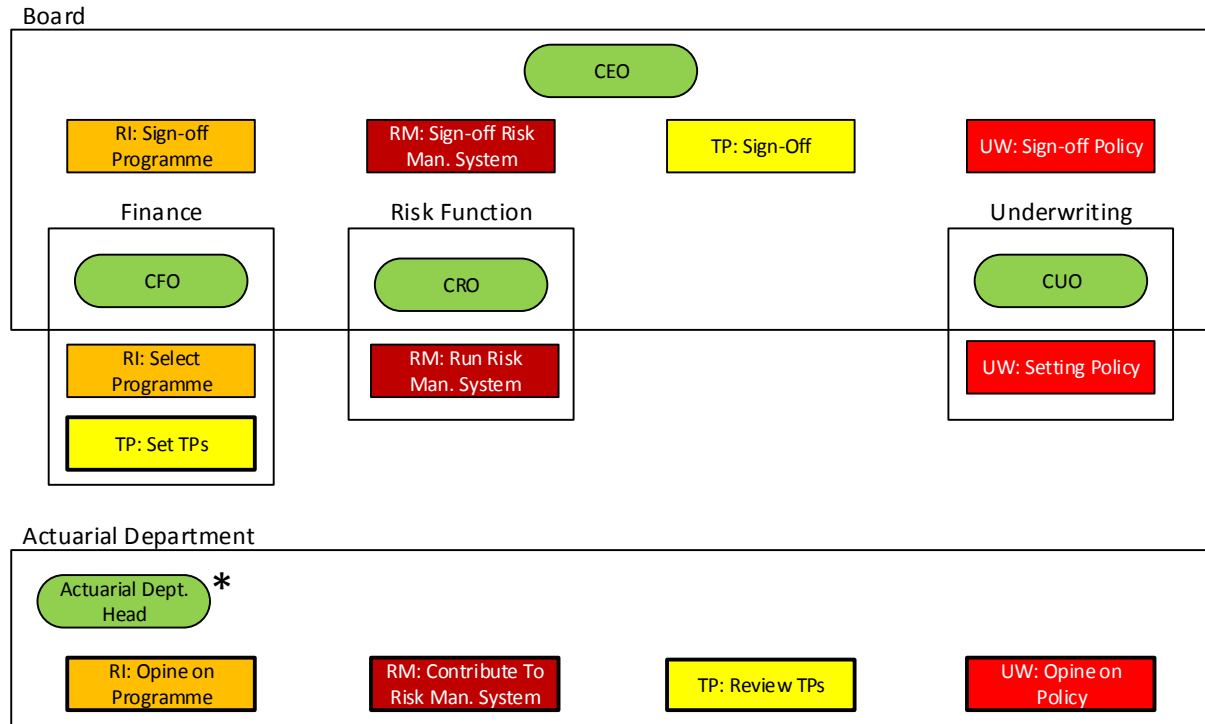 Board
CEO
RI: Sign-off
Programme
RM: Sign-off Risk
Man. System
TP: Sign-Off
UW: Sign-off Policy
Finance
Risk Function
Underwriting
CFO
CRO
CUO
RI: Select
Programme
RM: Run Risk
Man. System
UW: Setting Policy
TP: Set TPs
Actuarial Department
Actuarial Dept.
Head
*
RI: Opine on
Programme
RM: Contribute To
Risk Man. System
TP: Review TPs
UW: Opine on
Policy